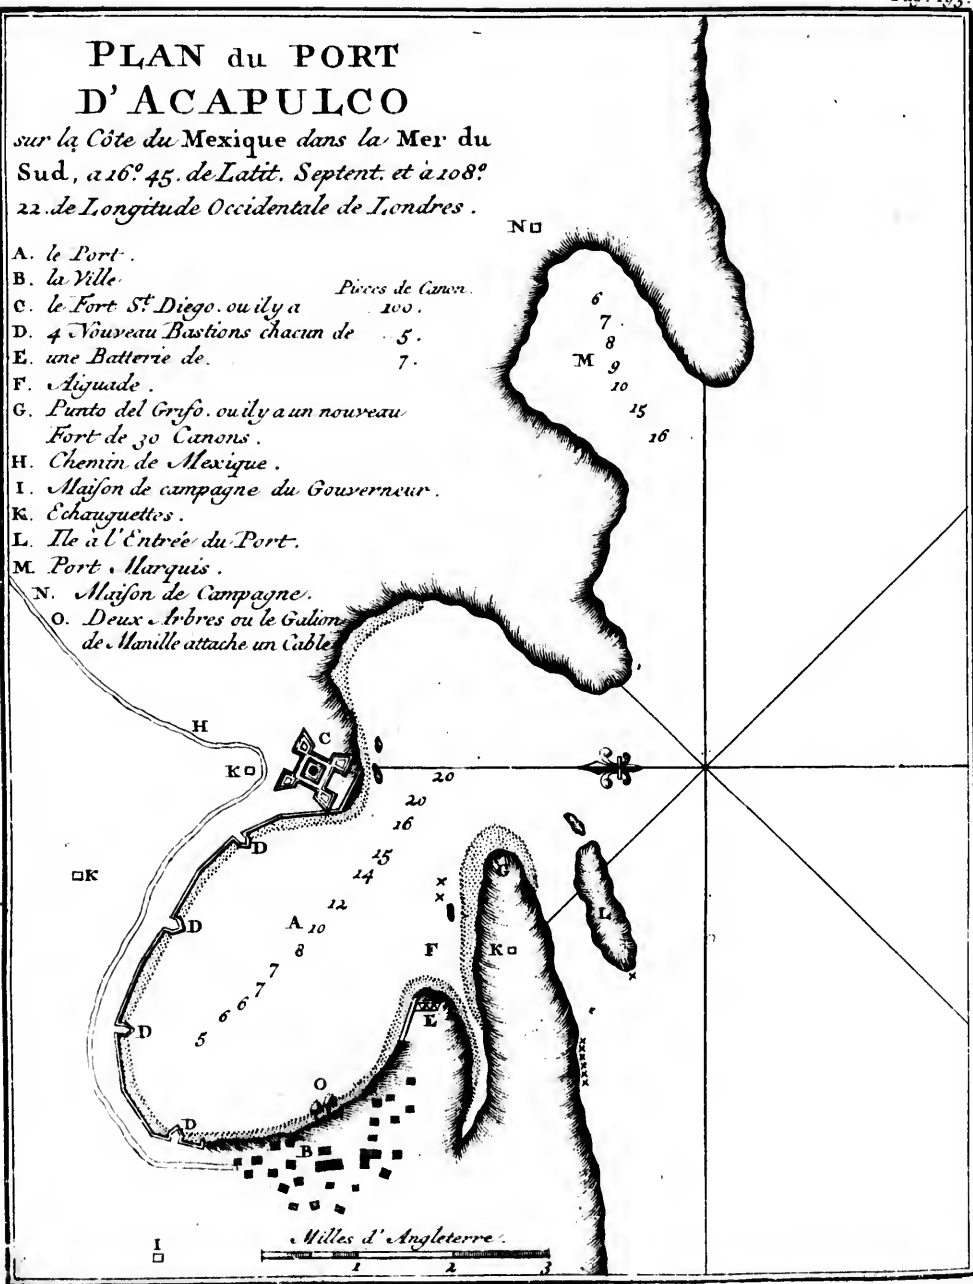 Pag. 193.
PLAN du PORT
D'ACAPULCO
sur la Côte du Mexique dans la Mer du
Sud, a 16.° 45. de Latit. Septent. et à 108.°
22. de Longitude Occidentale de Londres.
A. le Port.
B. la Ville.
Pieces de Canon.
C. le Fort St. Diego. ou il y a 100.
D. 4 Nouveau Bastions chacun de 5.
E. une Batterie de. 7.
F. Aiguade.
G. Punto del Grifo. ou il y a un nouveau
Fort de 30 Canons.
H. Chemin de Mexique.
I. Maiſon de campagne du Gouverneur.
K. Echauguettes.
L. Ile à l'Entrée du Port.
M. Port Marquis.
N. Maiſon de Campagne.
O. Deux Arbres ou le Galion
de Manille attache un Cable
N
6
7
8
M
9
10
15
16
H
C
K
20
20
16
D
15
14
G
K
12
L
A
10
D
8
F
K
7
7
6
6
E
D
5
O
D
B
I
Milles d'Angleterre.
1 2 3